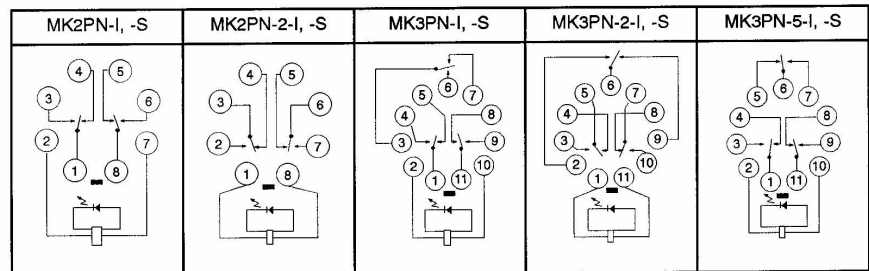 MK2PN-I, -S MK2PN-2-I, -S MK3PN-I, -S MK3PN-2-I, -S MK3PN-5-I, -S
4 5 3 6 2 7 1 8
4 5 3 6 2 7 1 8
6 5 7 4 8 3 9 2 10 1 11
6 5 7 4 8 3 9 2 10 1 11
6 5 7 4 8 3 9 2 10 1 11